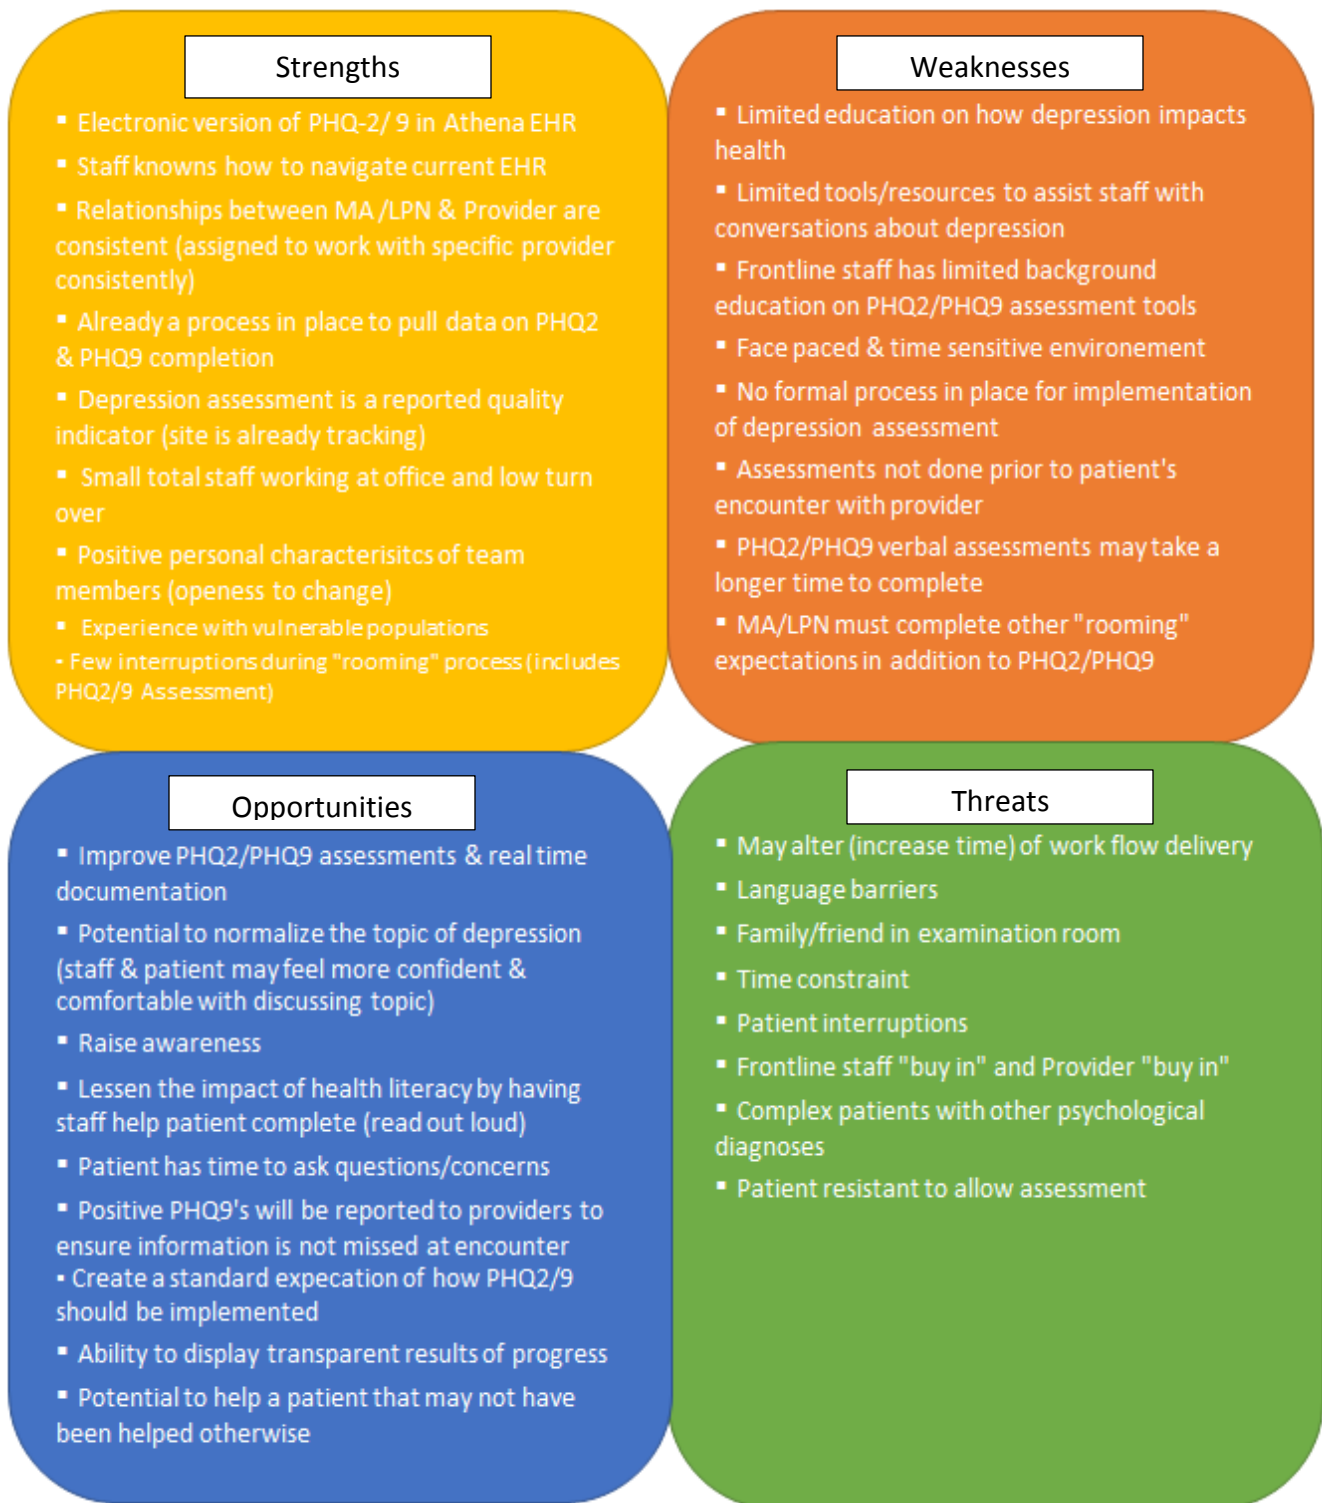 Strengths
▪ Electronic version of PHQ-2/ 9 in Athena EHR
▪ Staff knowns how to navigate current EHR
▪ Relationships between MA /LPN & Provider are
consistent (assigned to work with specific provider
consistently)
▪ Already a process in place to pull data on PHQ2
& PHQ9 completion
▪ Depression assessment is a reported quality
indicator (site is already tracking)
▪ Small total staff working at office and low turn
over
▪ Positive personal characterisitcs of team
members (openess to change)
▪ Experience with vulnerable populations
▪ Few interruptions during "rooming" process (includes
PHQ2/9 Assessment)
Weaknesses
▪ Limited education on how depression impacts
health
▪ Limited tools/resources to assist staff with
conversations about depression
▪ Frontline staff has limited background
education on PHQ2/PHQ9 assessment tools
▪ Face paced & time sensitive environement
▪ No formal process in place for implementation
of depression assessment
▪ Assessments not done prior to patient's
encounter with provider
▪ PHQ2/PHQ9 verbal assessments may take a
longer time to complete
▪ MA/LPN must complete other "rooming"
expectations in addition to PHQ2/PHQ9
Opportunities
▪ Improve PHQ2/PHQ9 assessments & real time
documentation
▪ Potential to normalize the topic of depression
(staff & patient may feel more confident &
comfortable with discussing topic)
▪ Raise awareness
▪ Lessen the impact of health literacy by having
staff help patient complete (read out loud)
▪ Patient has time to ask questions/concerns
▪ Positive PHQ9's will be reported to providers to
ensure information is not missed at encounter
▪ Create a standard expecation of how PHQ2/9
should be implemented
▪ Ability to display transparent results of progress
▪ Potential to help a patient that may not have
been helped otherwise
Threats
▪ May alter (increase time) of work flow delivery
▪ Language barriers
▪ Family/friend in examination room
▪ Time constraint
▪ Patient interruptions
▪ Frontline staff "buy in" and Provider "buy in"
▪ Complex patients with other psychological
diagnoses
▪ Patient resistant to allow assessment